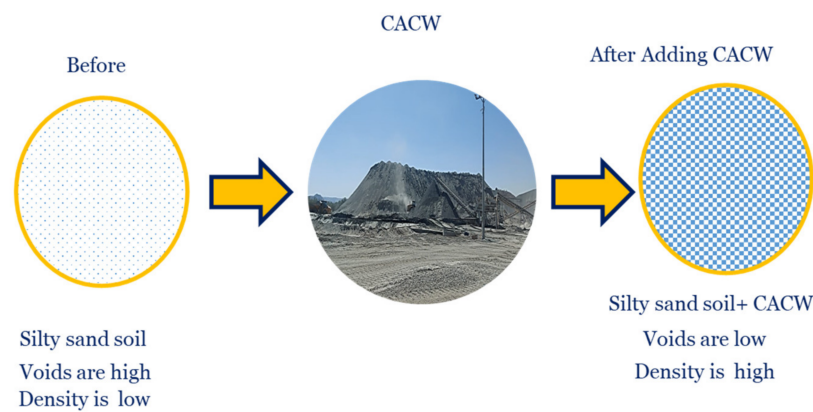 CACW
Before
After Adding CACW
Silty sand soil
Voids are high
Density is low
Silty sand soil+ CACW
Voids are low
Density is high